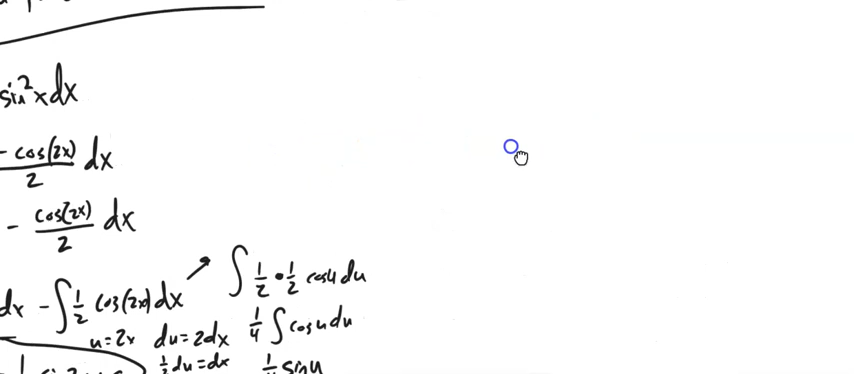 sin²x dx
- cos(2x)/2 dx
- cos(2x)/2 dx
dx - ∫ 1/2 cos(2x) dx ↗ ∫ 1/2 • 1/2 cos u du
u = 2x du = 2dx 1/4 ∫ cos u du
1/2 du = dx sin u